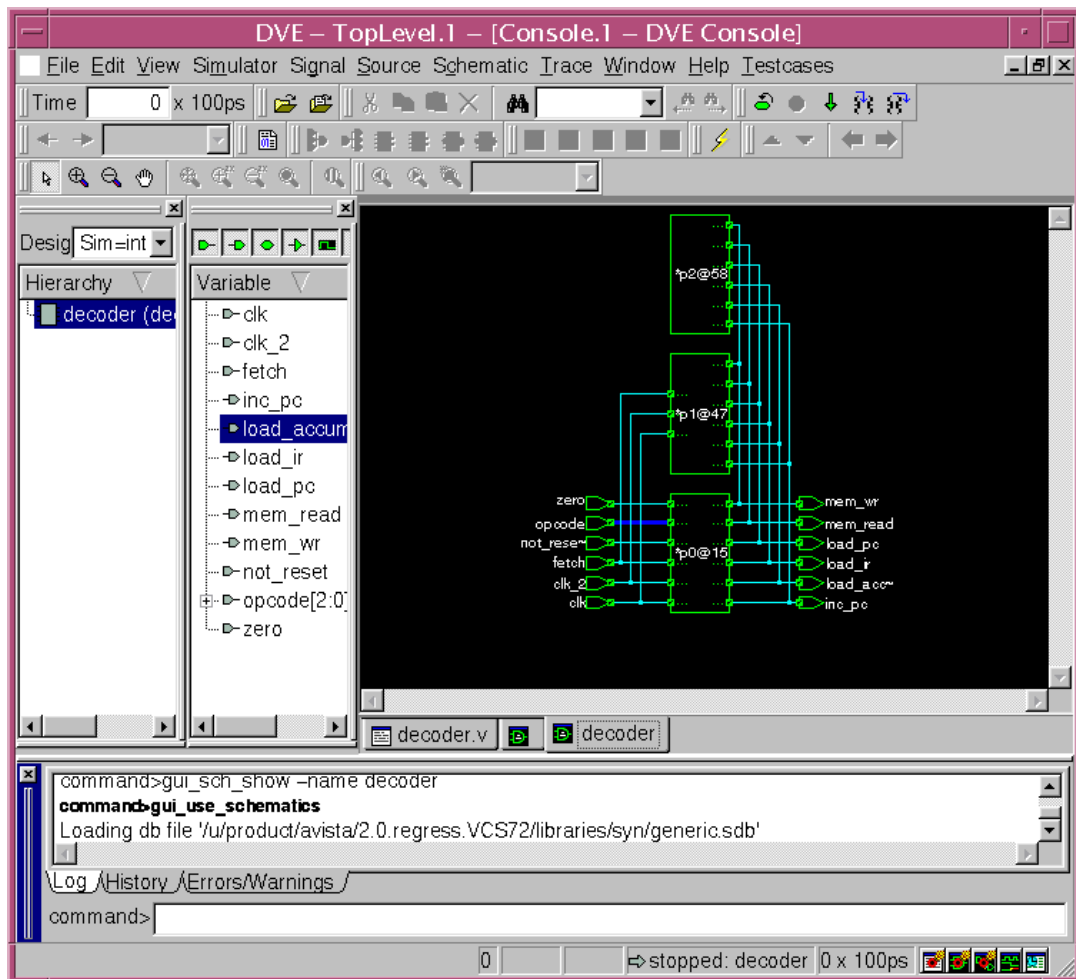 DVE – TopLevel.1 – [Console.1 – DVE Console]
File Edit View Simulator Signal Source Schematic Trace Window Help Testcases
Time 0 x 100ps
Desig Sim=int
Hierarchy
decoder (de
Variable
clk
clk_2
fetch
inc_pc
load_accum
load_ir
load_pc
mem_read
mem_wr
not_reset
opcode[2:0]
zero
*p2@58
*p1@47
*p0@15
zero
opcode
not_rese~
fetch
clk_2
clk
mem_wr
mem_read
load_pc
load_ir
load_acc~
inc_pc
decoder.v decoder
command>gui_sch_show –name decoder
command>gui_use_schematics
Loading db file '/u/product/avista/2.0.regress.VCS72/libraries/syn/generic.sdb'
Log History Errors/Warnings
command>
0 stopped: decoder 0 x 100ps